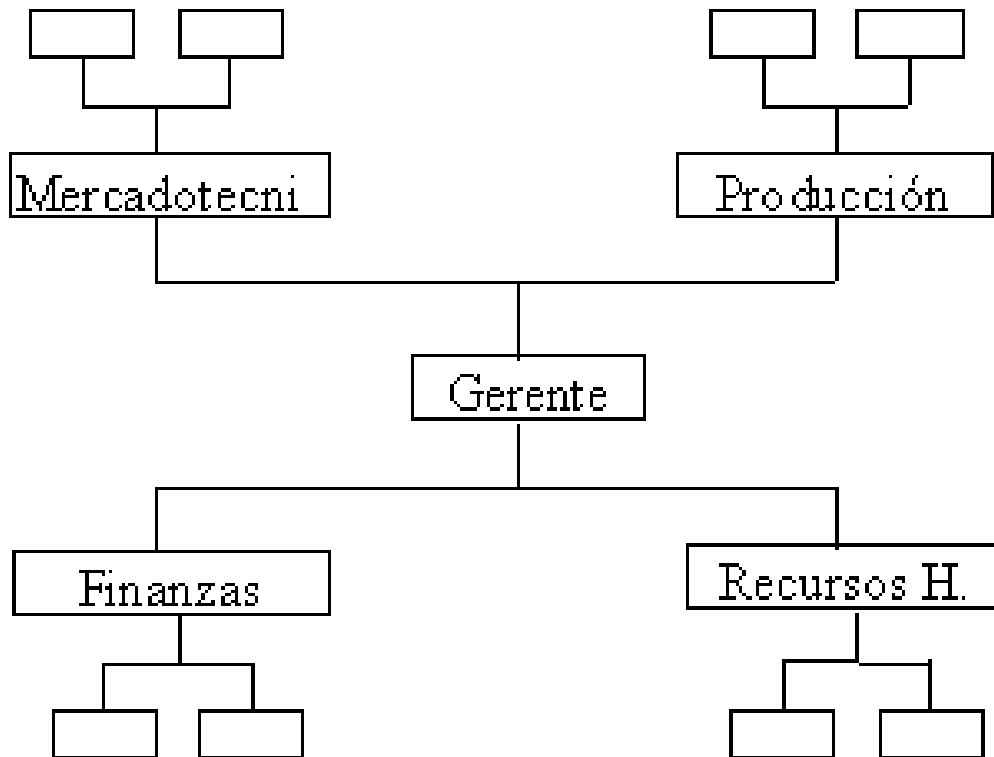 Mercadotecni
Producción
Gerente
Finanzas
Recursos H.